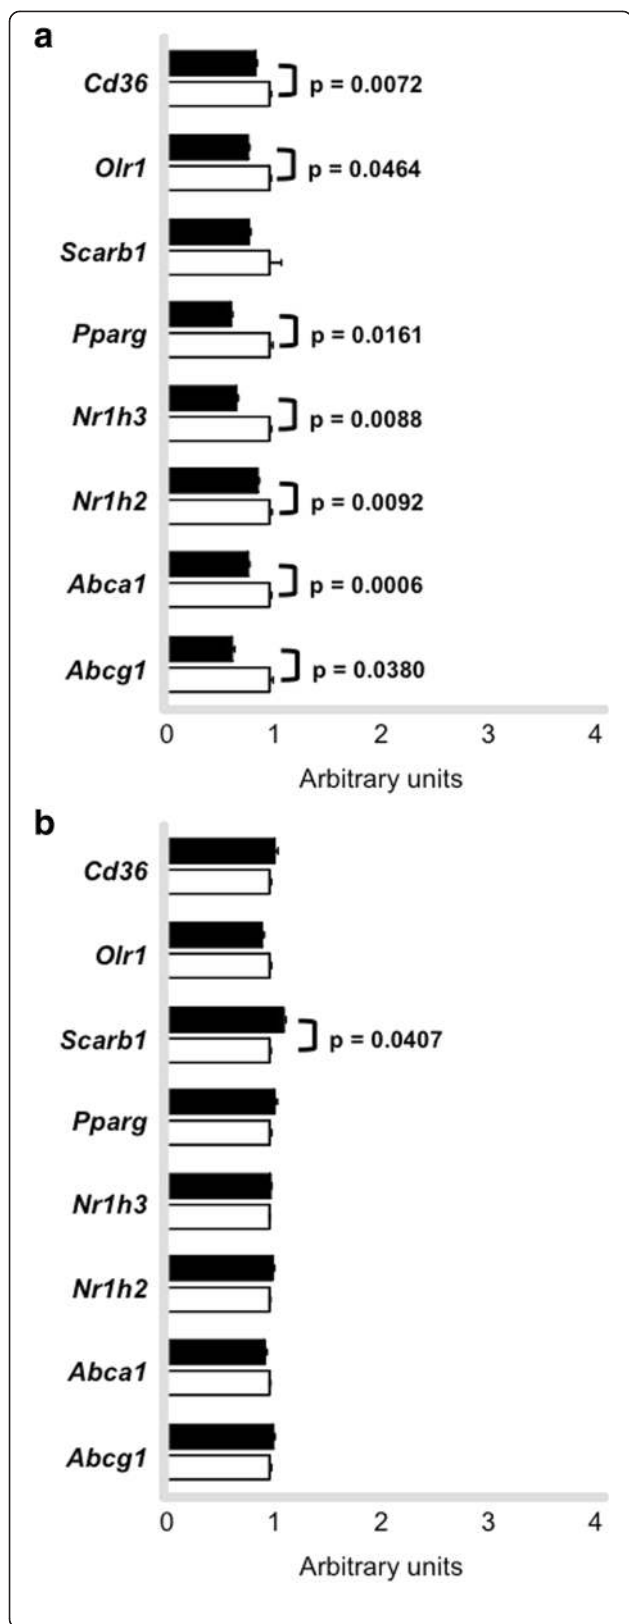 a
Cd36 p = 0.0072
Olr1 p = 0.0464
Scarb1
Pparg p = 0.0161
Nr1h3 p = 0.0088
Nr1h2 p = 0.0092
Abca1 p = 0.0006
Abcg1 p = 0.0380
0 1 2 3 4
Arbitrary units
b
Cd36
Olr1
Scarb1 p = 0.0407
Pparg
Nr1h3
Nr1h2
Abca1
Abcg1
0 1 2 3 4
Arbitrary units